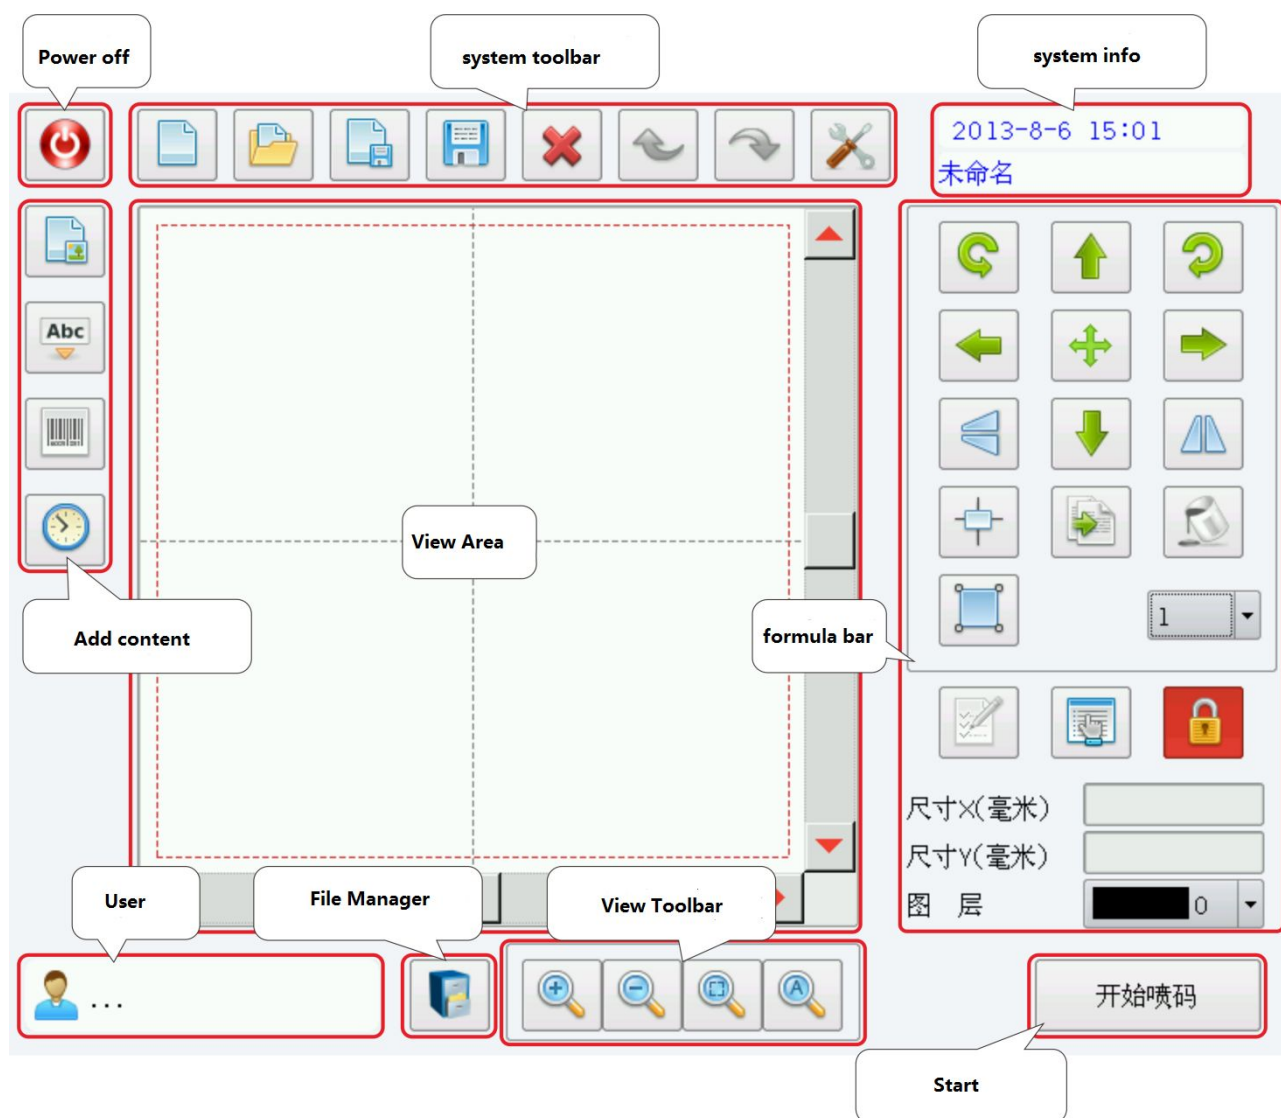 Power off
system toolbar
system info
2013-8-6 15:01
未命名
Abc
View Area
Add content
formula bar
1
尺寸X(毫米)
尺寸Y(毫米)
图 层
0
User
File Manager
View Toolbar
...
A
开始喷码
Start